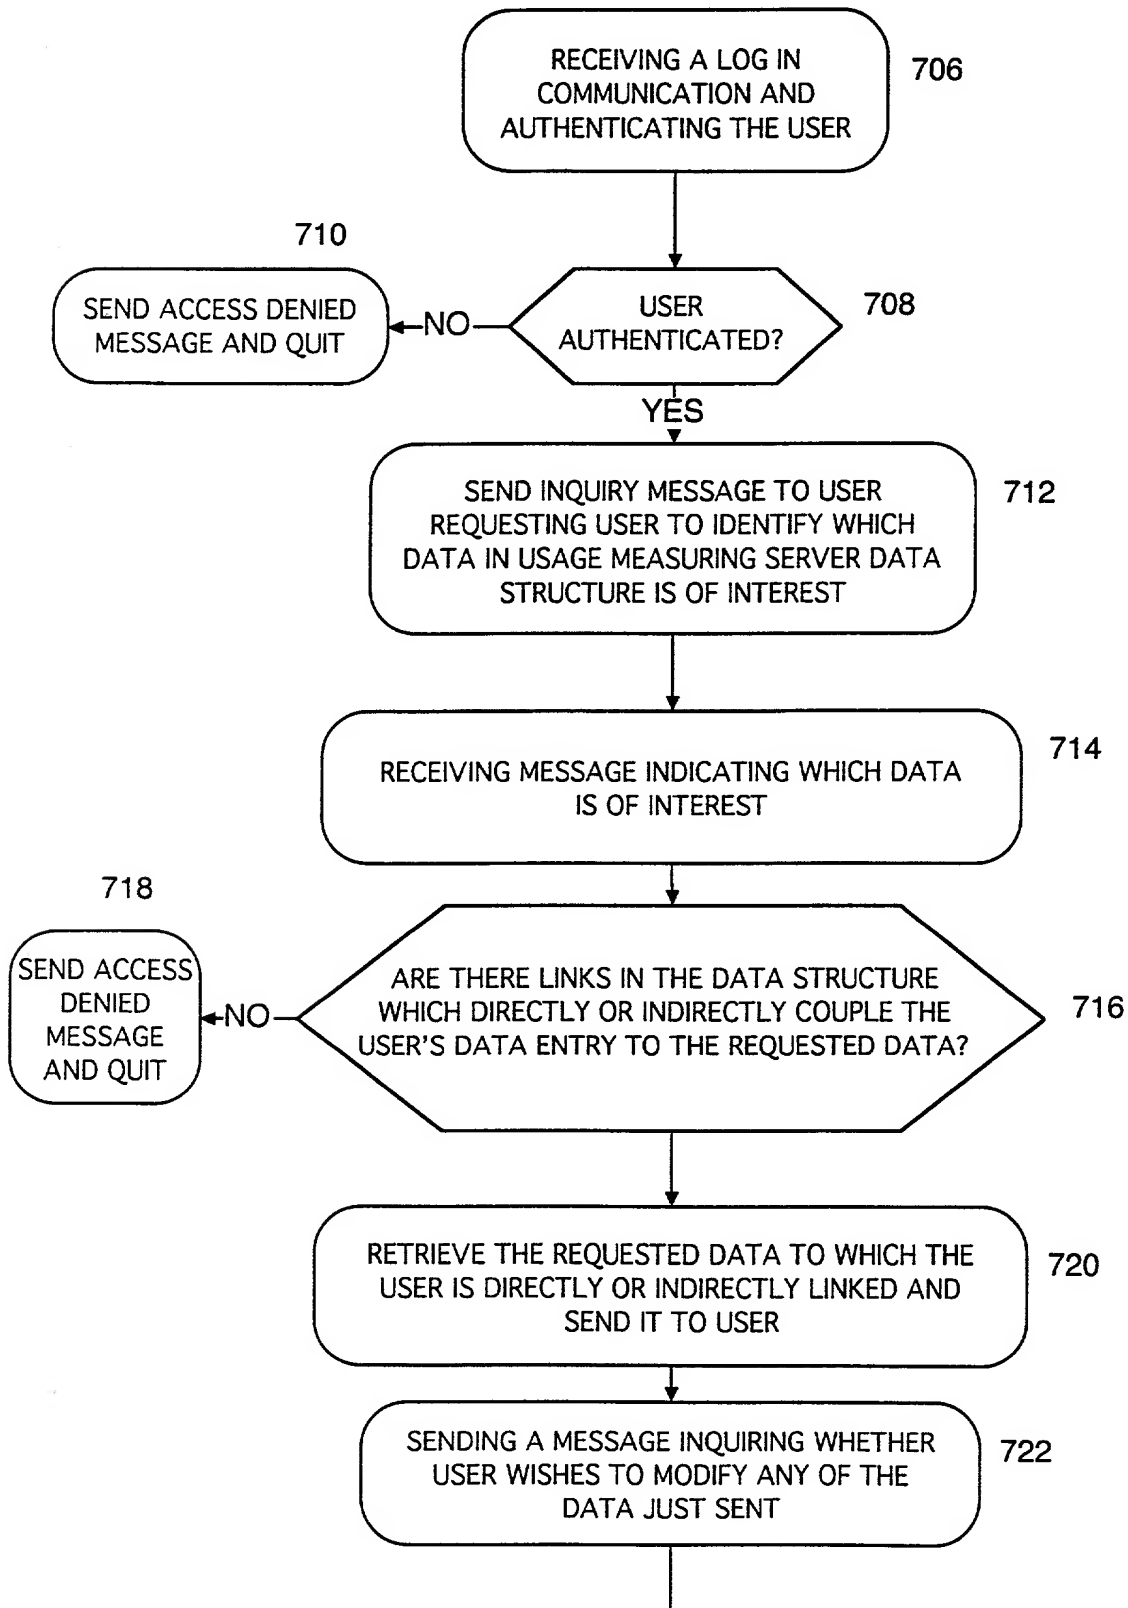 RECEIVING A LOG IN
COMMUNICATION AND
AUTHENTICATING THE USER
706
710
SEND ACCESS DENIED
MESSAGE AND QUIT
NO
USER
AUTHENTICATED?
708
YES
SEND INQUIRY MESSAGE TO USER
REQUESTING USER TO IDENTIFY WHICH
DATA IN USAGE MEASURING SERVER DATA
STRUCTURE IS OF INTEREST
712
RECEIVING MESSAGE INDICATING WHICH DATA
IS OF INTEREST
714
718
SEND ACCESS
DENIED
MESSAGE
AND QUIT
NO
ARE THERE LINKS IN THE DATA STRUCTURE
WHICH DIRECTLY OR INDIRECTLY COUPLE THE
USER'S DATA ENTRY TO THE REQUESTED DATA?
716
RETRIEVE THE REQUESTED DATA TO WHICH THE
USER IS DIRECTLY OR INDIRECTLY LINKED AND
SEND IT TO USER
720
SENDING A MESSAGE INQUIRING WHETHER
USER WISHES TO MODIFY ANY OF THE
DATA JUST SENT
722